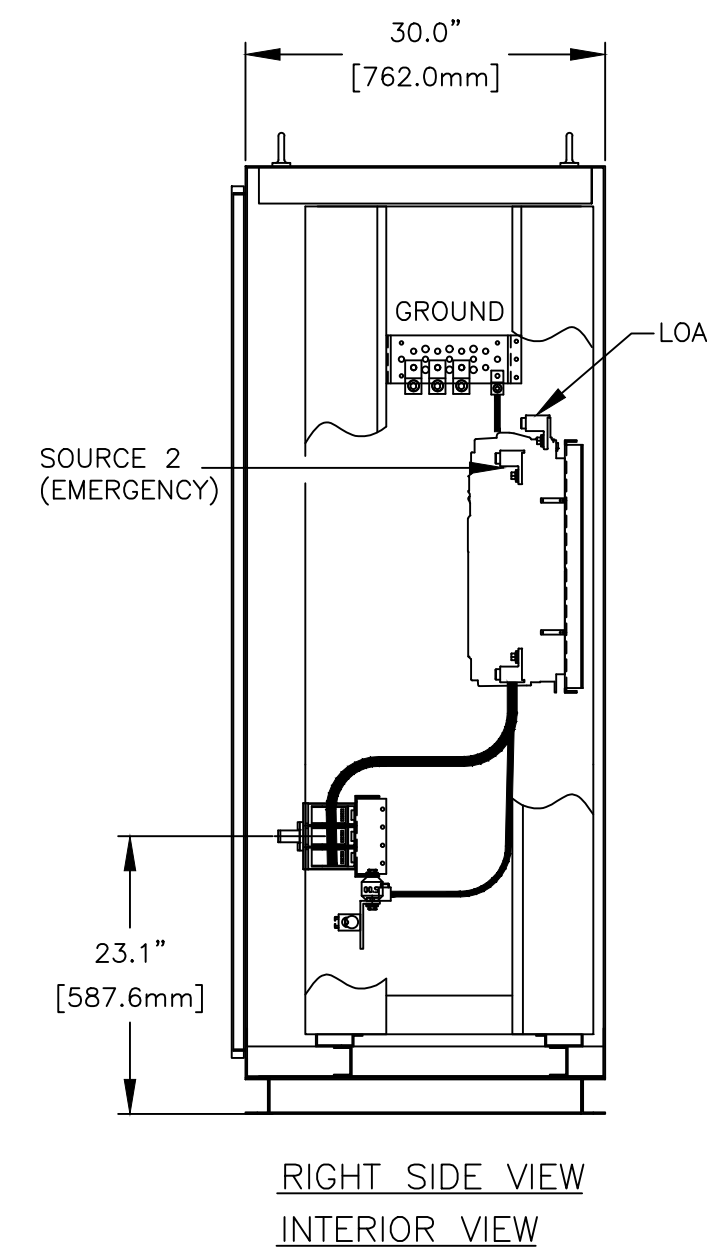 30.0"
[762.0mm]
GROUND
LOA
SOURCE 2
(EMERGENCY)
23.1"
[587.6mm]
RIGHT SIDE VIEW
INTERIOR VIEW